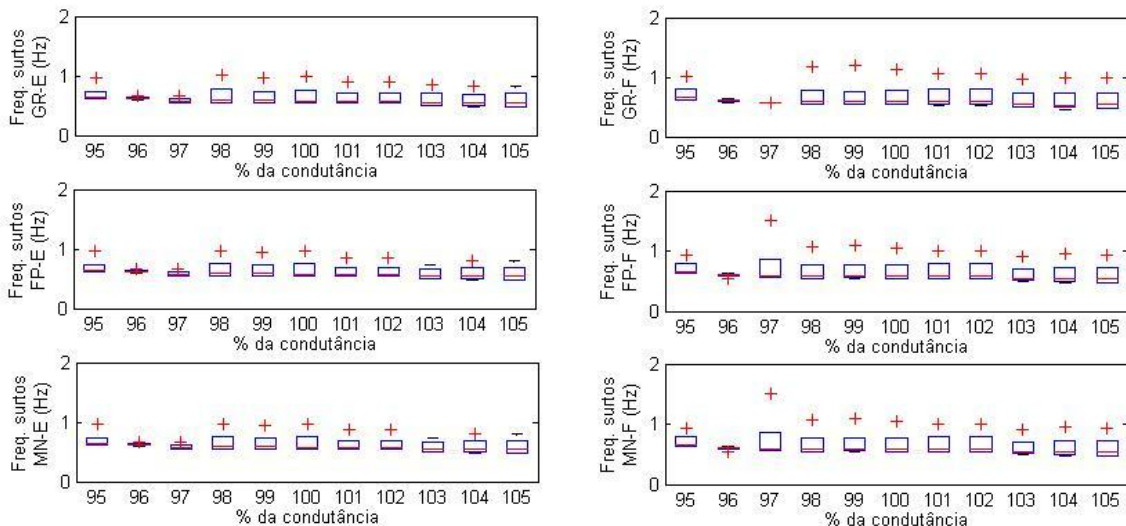 2
1
0
Freq. surtos
GR-E (Hz)
95 96 97 98 99 100 101 102 103 104 105
% da condutância
2
1
0
Freq. surtos
GR-F (Hz)
95 96 97 98 99 100 101 102 103 104 105
% da condutância
2
1
0
Freq. surtos
FP-E (Hz)
95 96 97 98 99 100 101 102 103 104 105
% da condutância
2
1
0
Freq. surtos
FP-F (Hz)
95 96 97 98 99 100 101 102 103 104 105
% da condutância
2
1
0
Freq. surtos
MN-E (Hz)
95 96 97 98 99 100 101 102 103 104 105
% da condutância
2
1
0
Freq. surtos
MN-F (Hz)
95 96 97 98 99 100 101 102 103 104 105
% da condutância